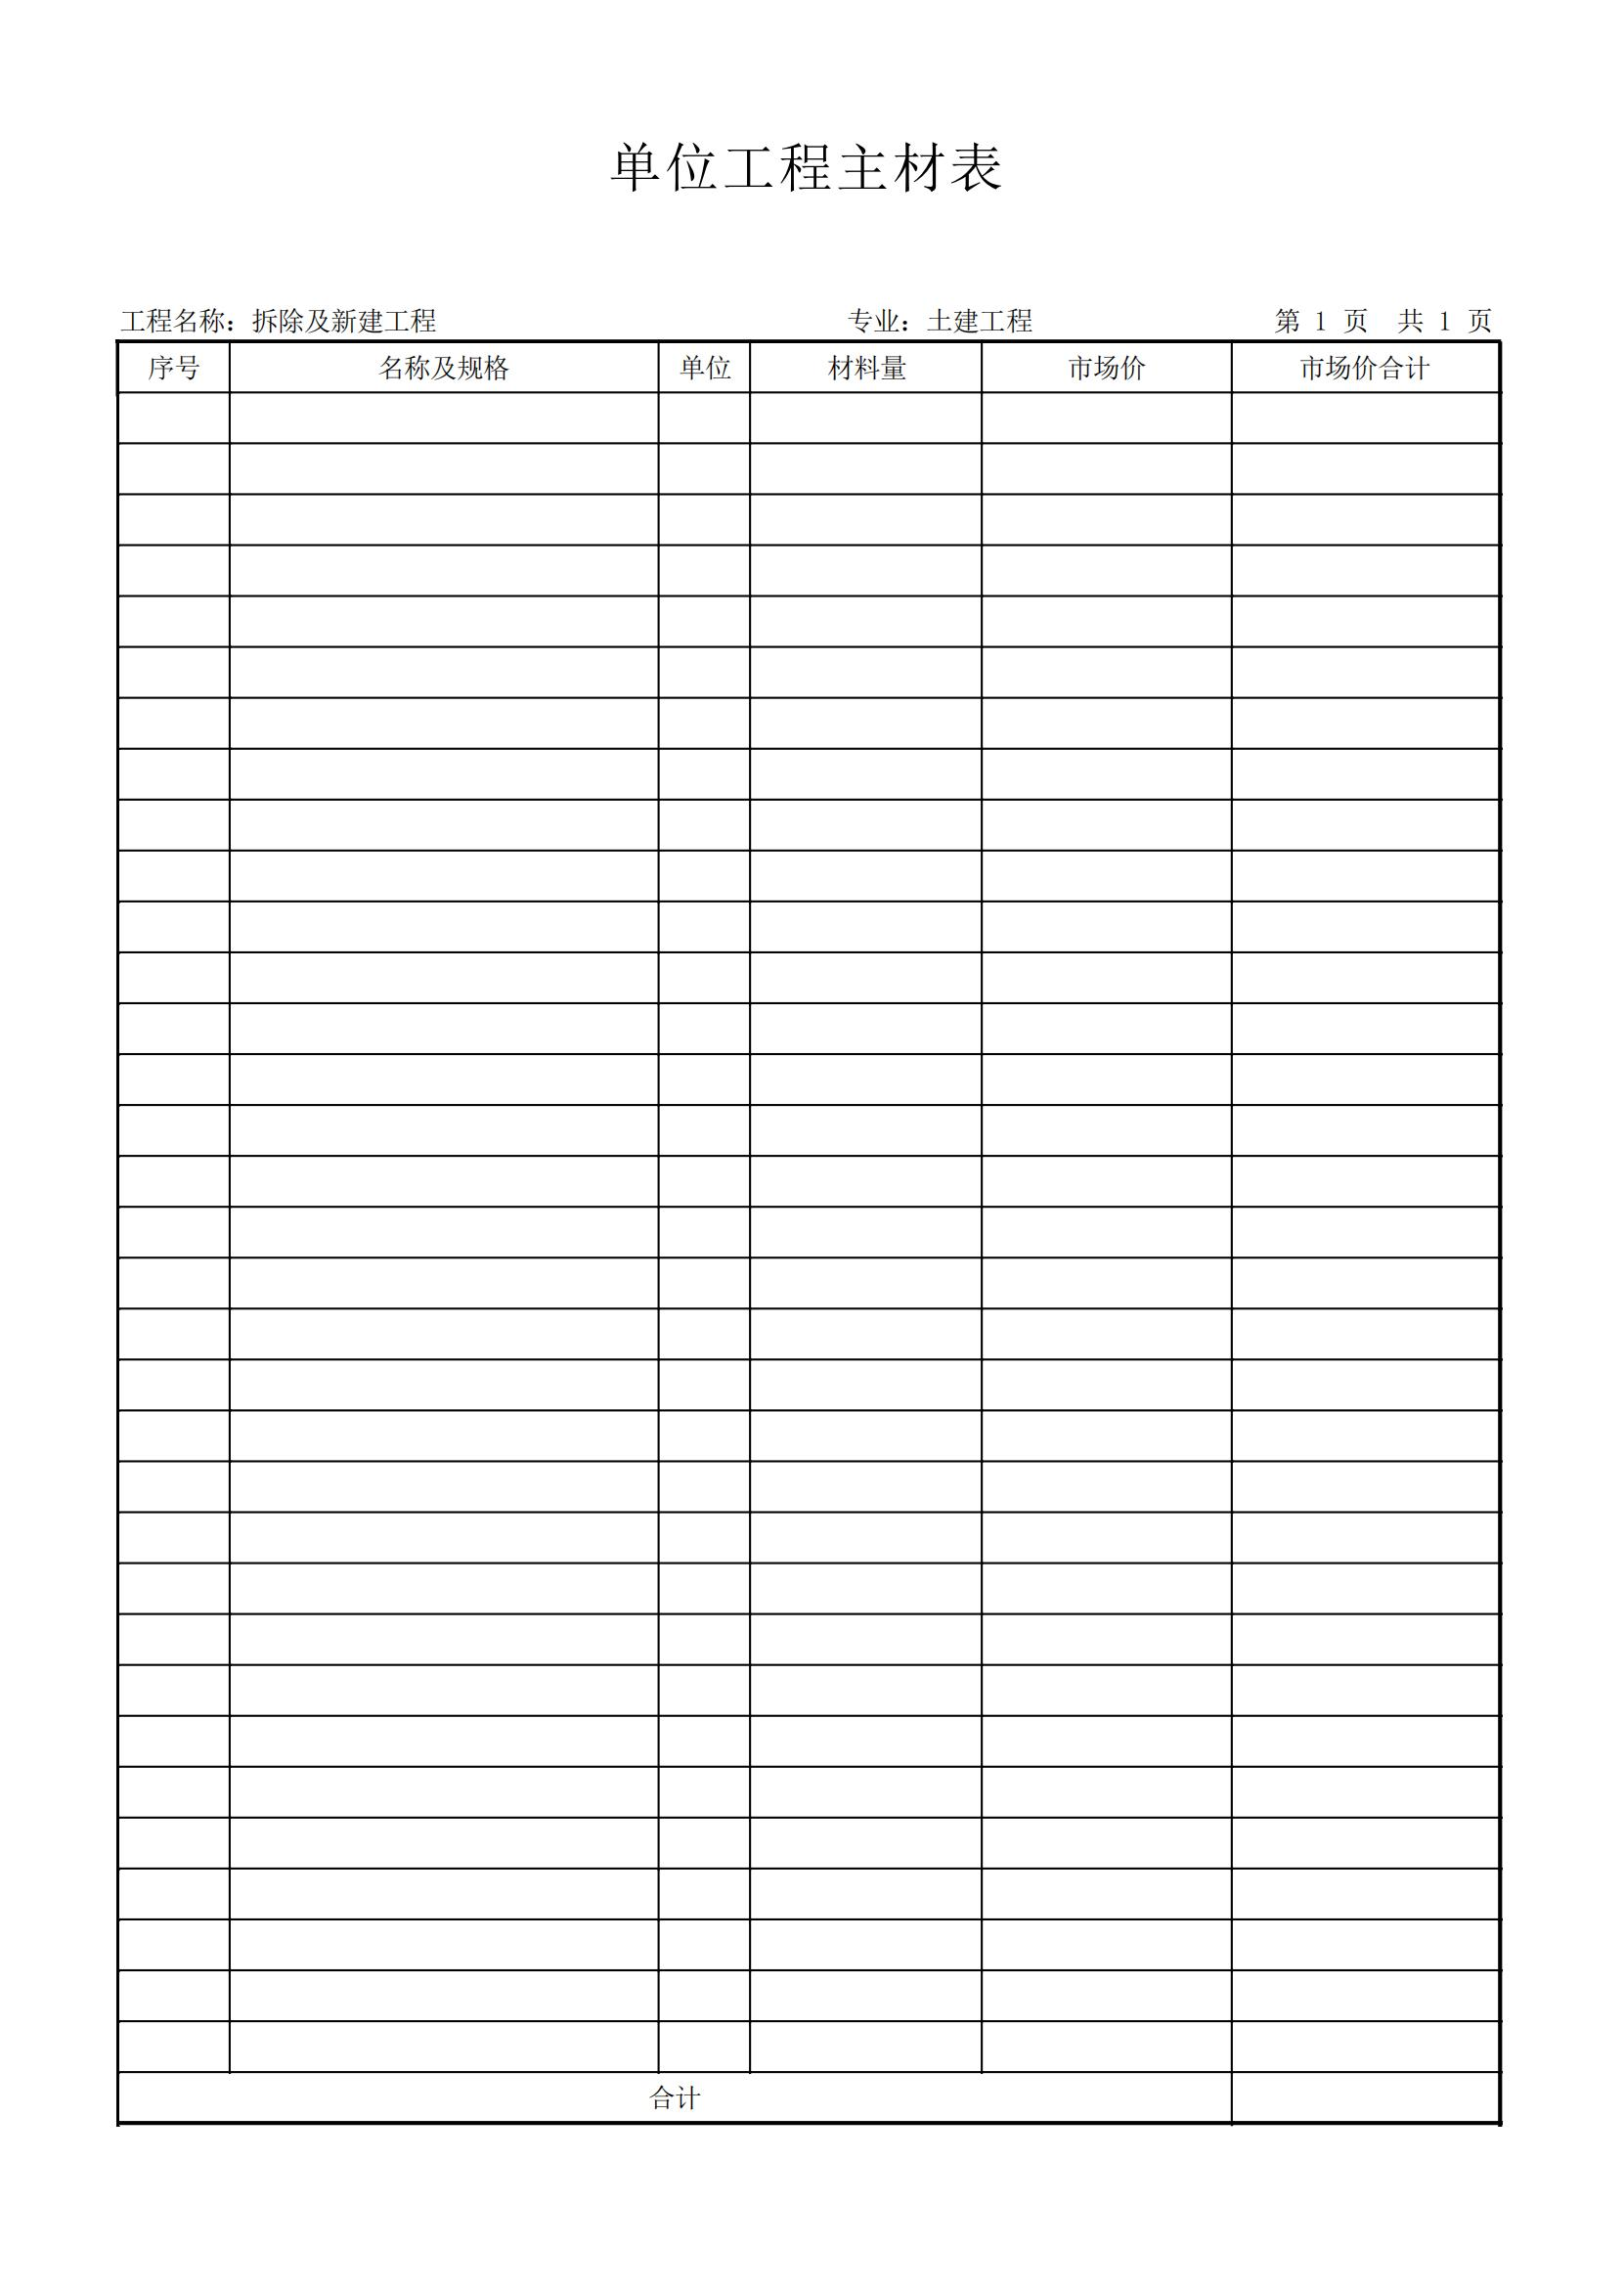 单位工程主材表
工程名称：拆除及新建工程 专业：土建工程 第 1 页 共 1 页
序号 名称及规格 单位 材料量 市场价 市场价合计
合计